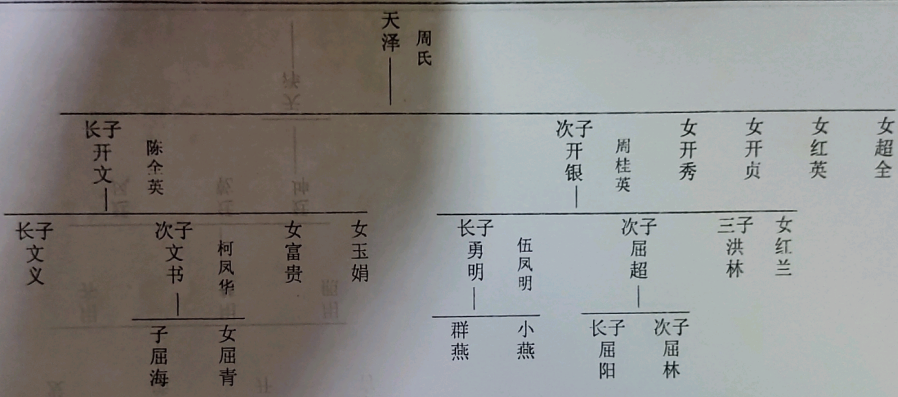 天泽
周氏
长子开文
陈全英
次子开银
周桂英
女开秀
女开贞
女红英
女超全
长子文义
次子文书
柯凤华
女富贵
女玉娟
长子勇明
伍凤明
次子屈超
三子洪林
女红兰
子屈海
女屈青
群燕
小燕
长子屈阳
次子屈林